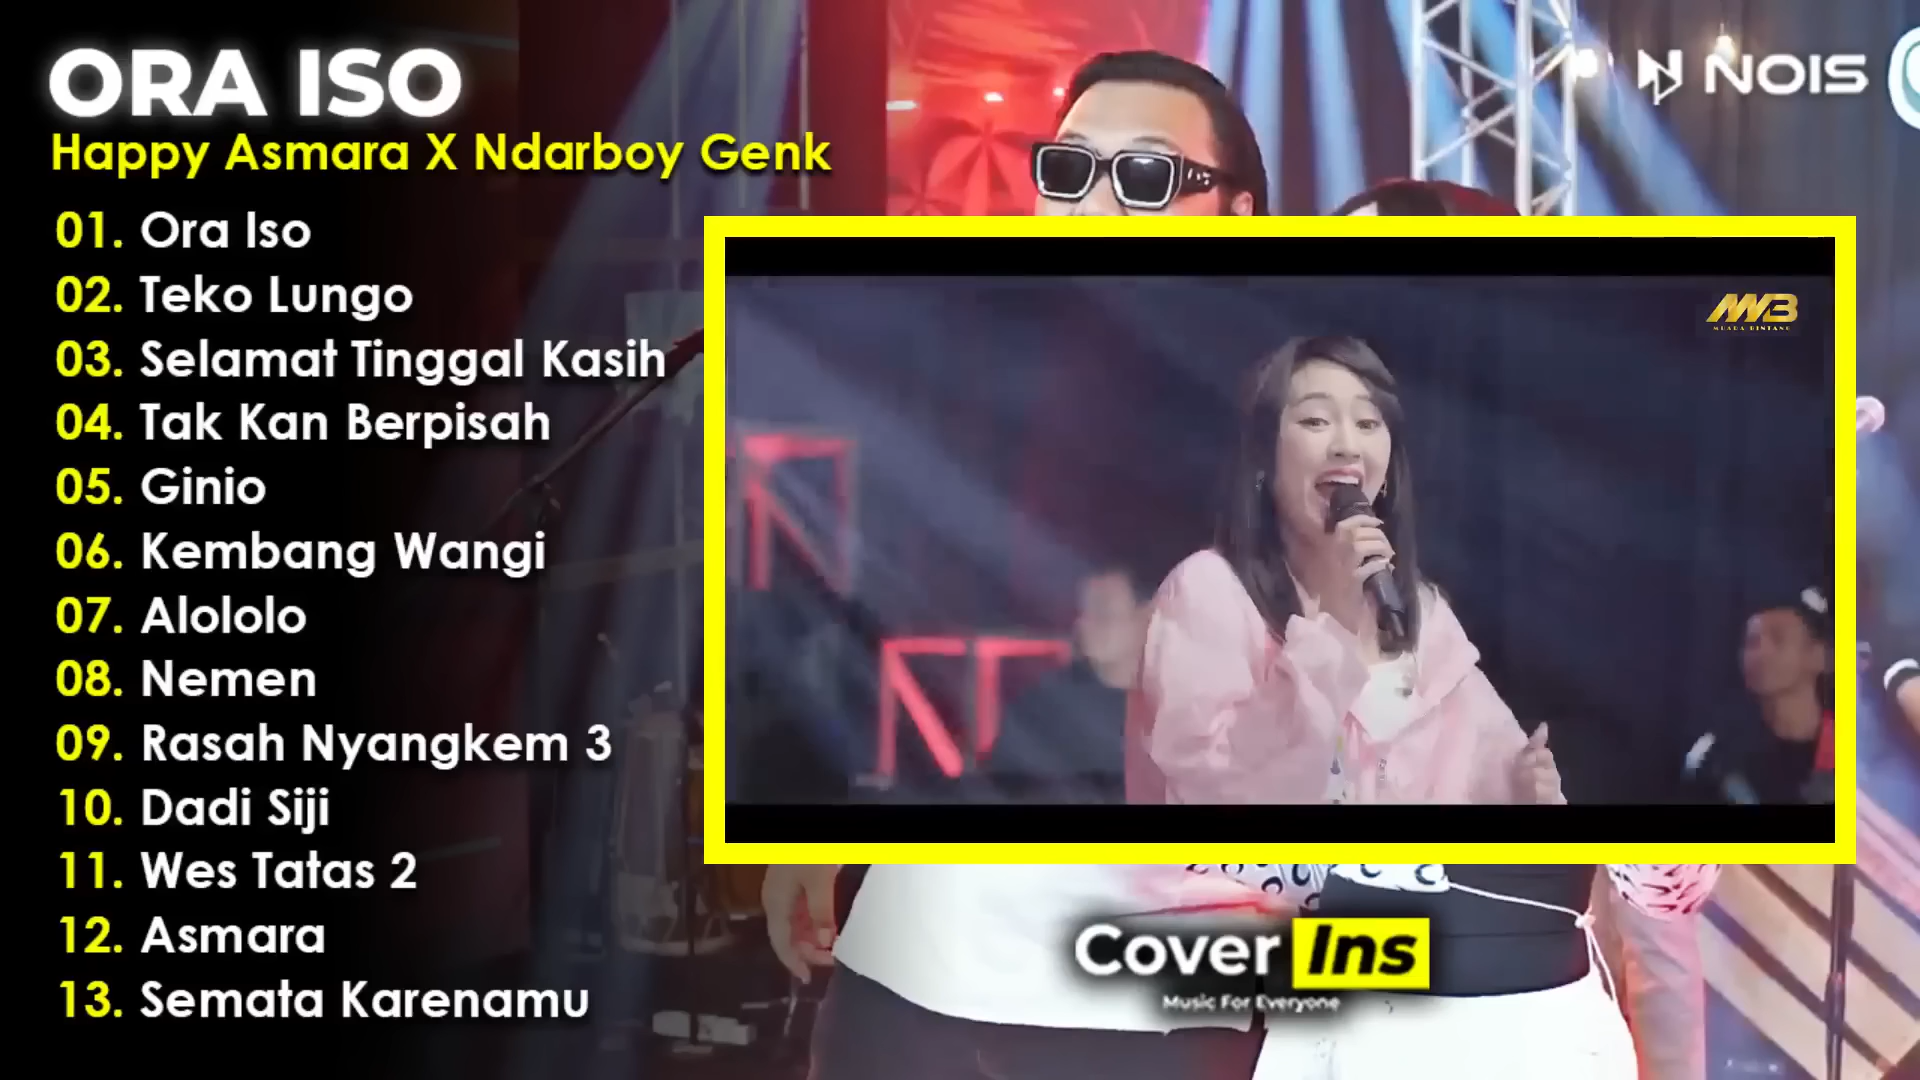 ORA ISO
Happy Asmara X Ndarboy Genk
01. Ora Iso
02. Teko Lungo
03. Selamat Tinggal Kasih
04. Tak Kan Berpisah
05. Ginio
06. Kembang Wangi
07. Alololo
08. Nemen
09. Rasah Nyangkem 3
10. Dadi Siji
11. Wes Tatas 2
12. Asmara
13. Semata Karenamu
NOIS
MB
MUARA BINTANG
Cover Ins
Music For Everyone